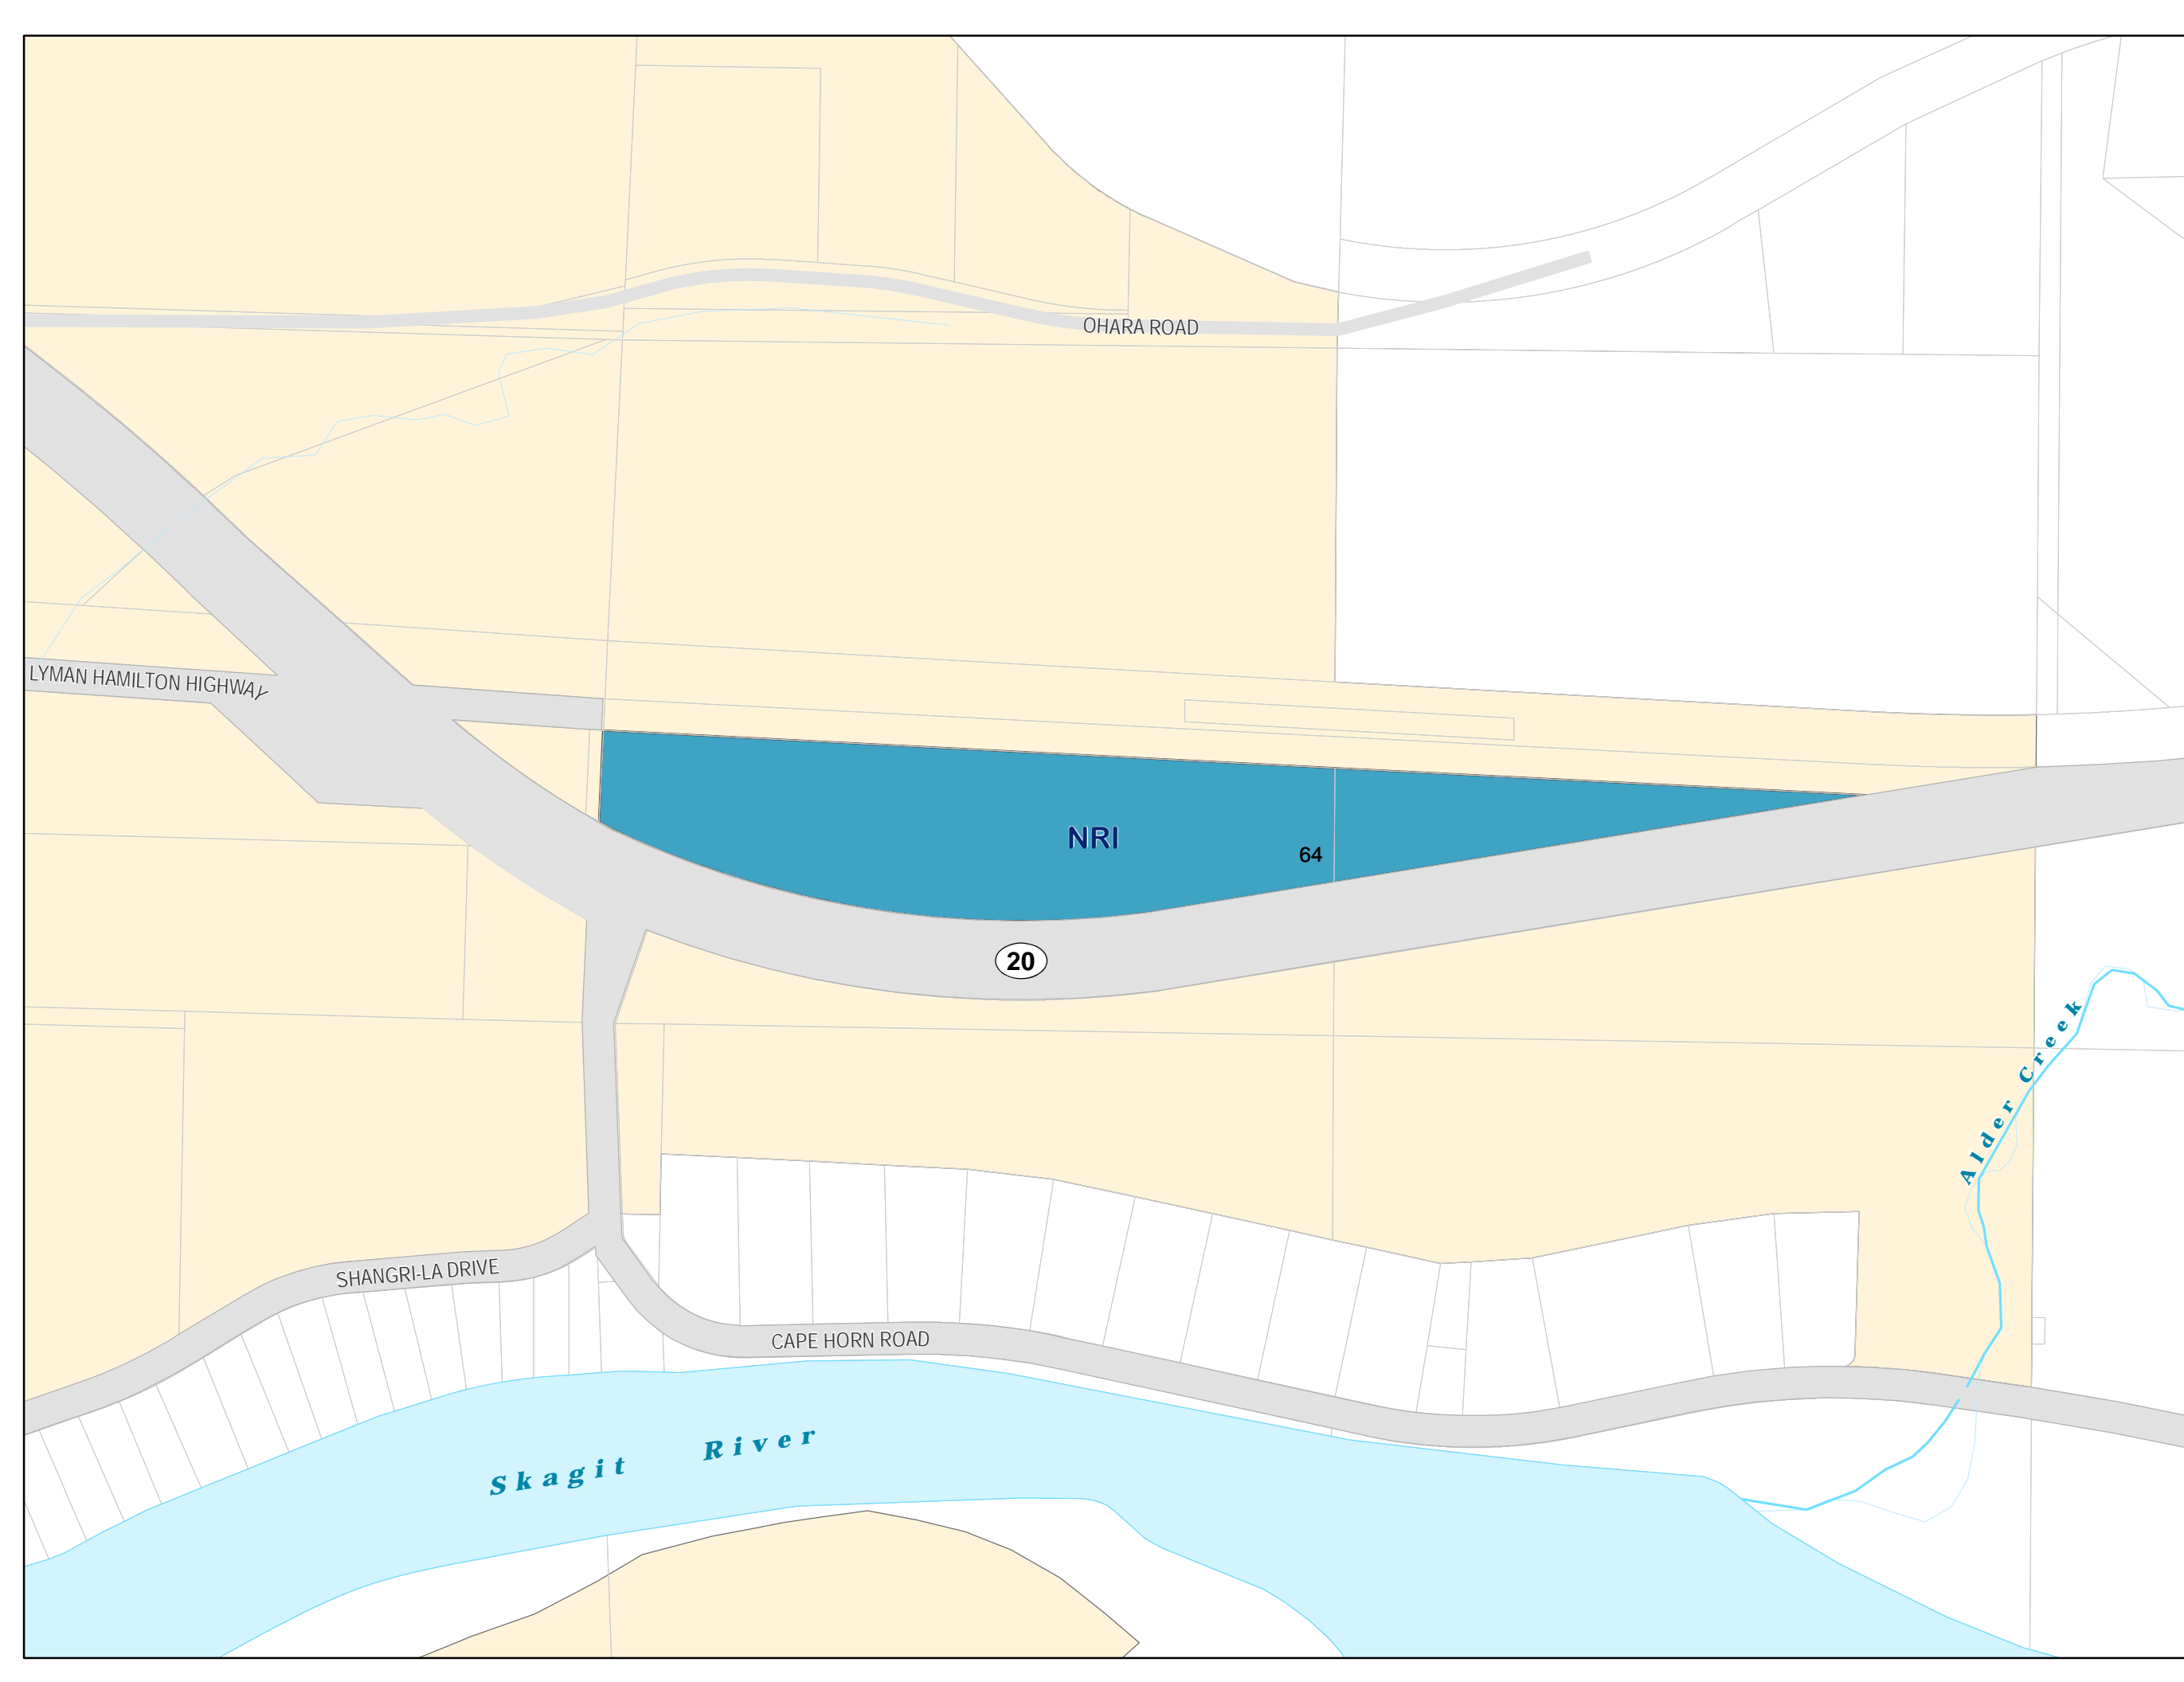 OHARA ROAD
LYMAN HAMILTON HIGHWAY
NRI
64
20
Alder Creek
SHANGRI-LA DRIVE
CAPE HORN ROAD
Skagit River